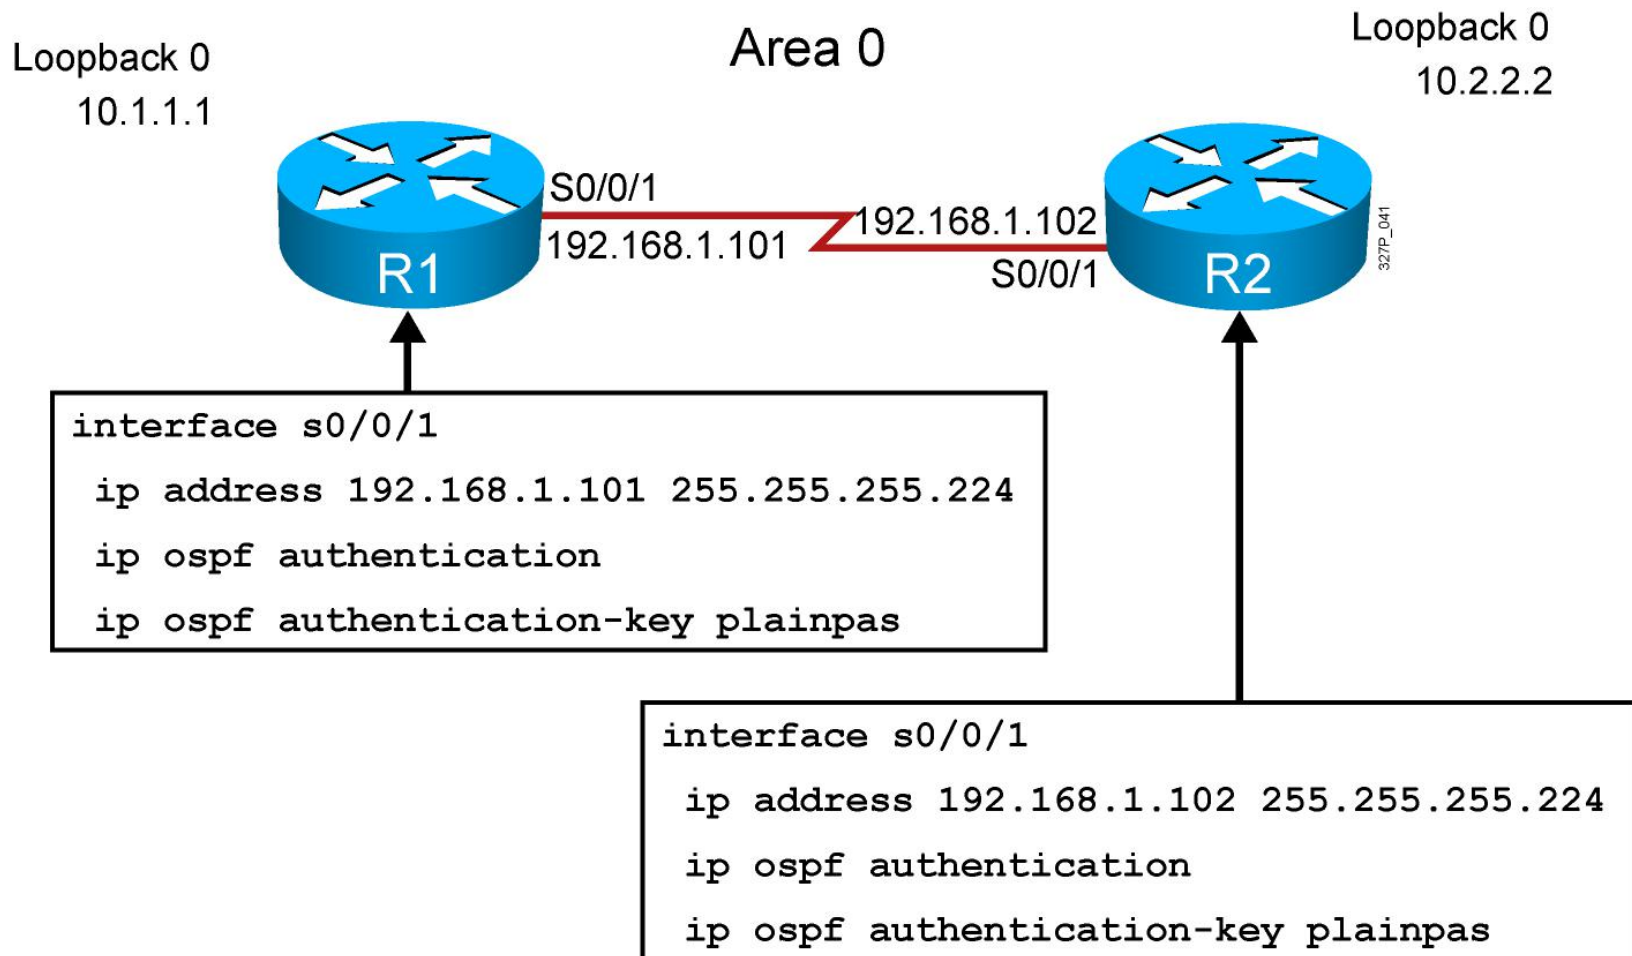 Area 0
Loopback 0
10.1.1.1
Loopback 0
10.2.2.2
S0/0/1
192.168.1.101
192.168.1.102
S0/0/1
R1
R2
327P_041
interface s0/0/1
ip address 192.168.1.101 255.255.255.224
ip ospf authentication
ip ospf authentication-key plainpas
interface s0/0/1
ip address 192.168.1.102 255.255.255.224
ip ospf authentication
ip ospf authentication-key plainpas